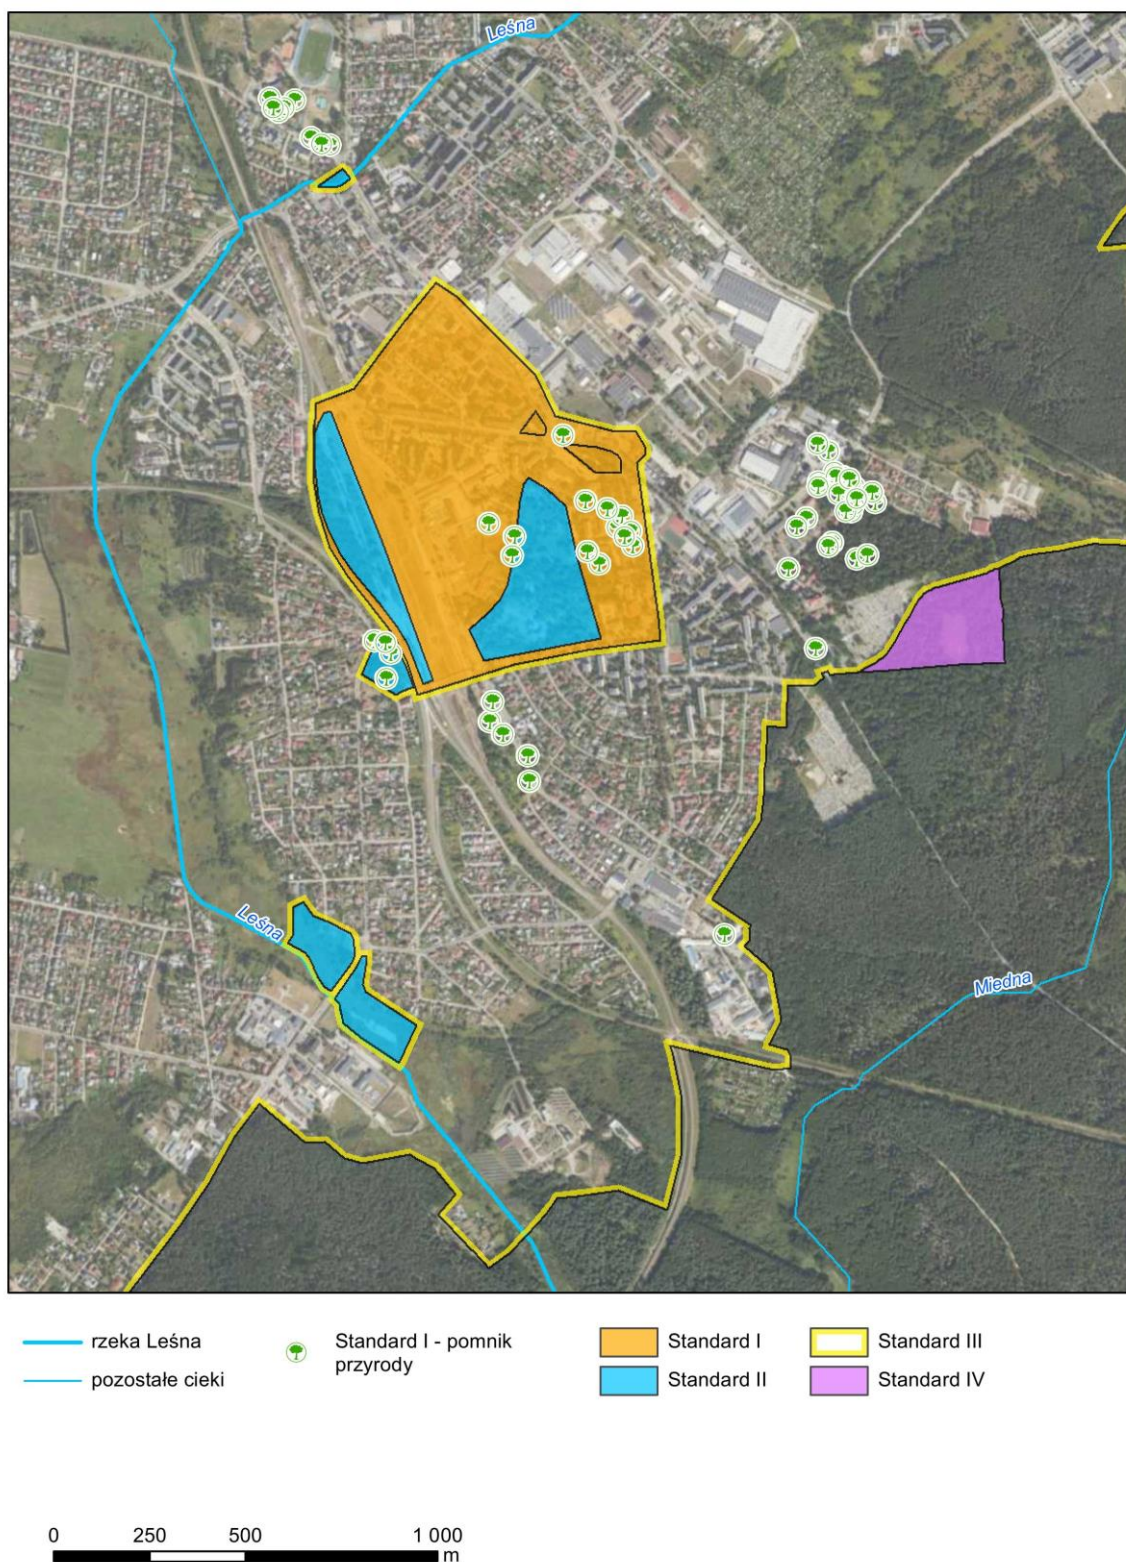 Leśna
Leśna
Miedna
rzeka Leśna
pozostałe cieki
Standard I - pomnik
przyrody
Standard I
Standard II
Standard III
Standard IV
0 250 500 1 000
m